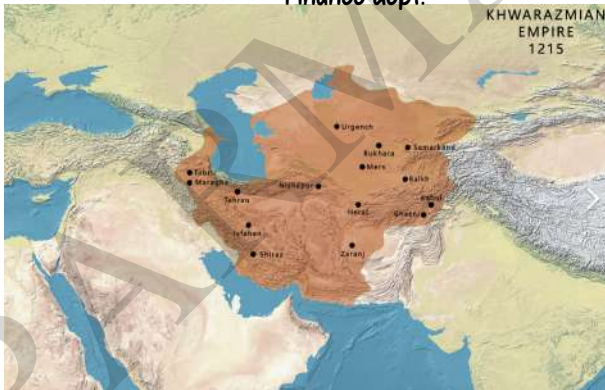 Finance dept.
KHWARAZMIAN
EMPIRE
1215
Urgench
Bukhara
Samarkand
Merv
Tabriz
Maragha
Balkh
Tehran
Nishapur
Kabul
Herat
Ghazni
Isfahan
Zaranj
Shiraz